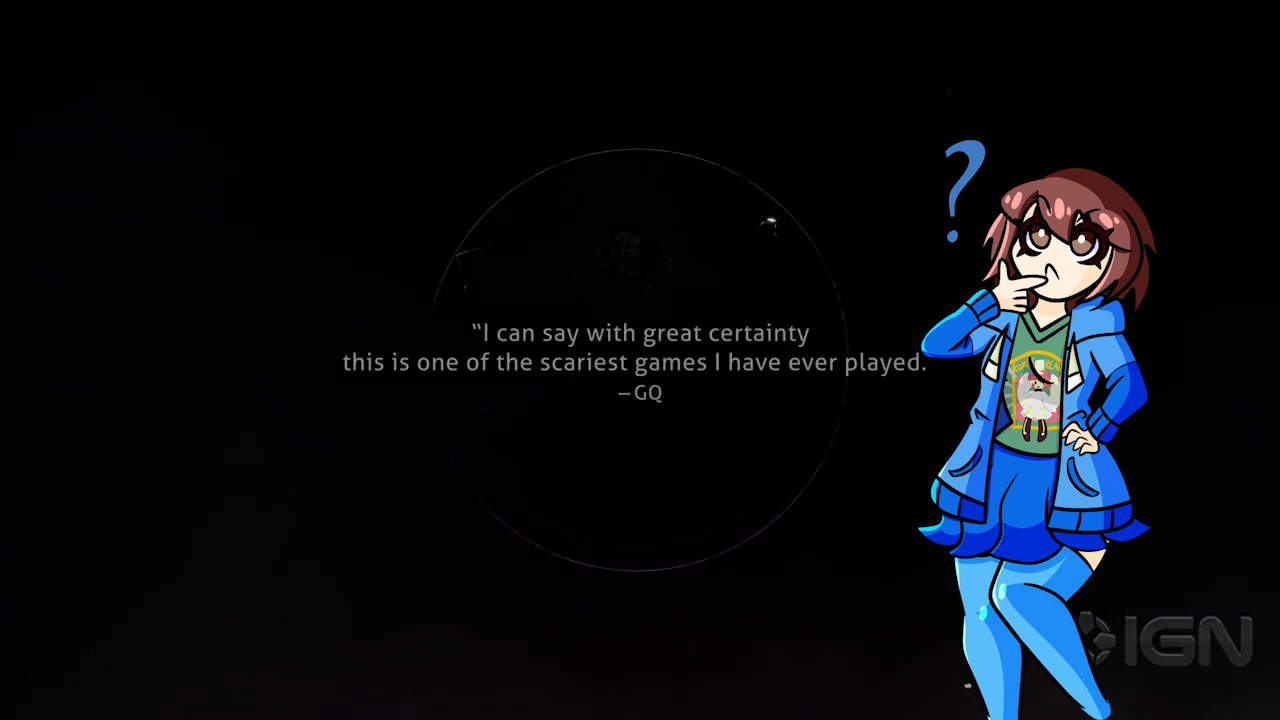 ?
“I can say with great certainty
this is one of the scariest games I have ever played.
—GQ
IGN